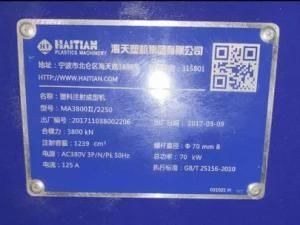 HAITIAN
PLASTICS MACHINERY
海天塑机集团有限公司
地址:宁波市北仑区海天路1688号
115801
HTTP://WWW.HAITIAN.COM
名称:塑料注射成型机
型号:MA3800II/2250
编号:201711038002206
日期:2017-09-09
合模力:3800 kN
注射容量:1239 cm³
螺杆直径:Φ 70 mm B
电源:AC380V 3P/N/PE 50Hz
总功率:70 kW
电流:125 A
执行标准:GB/T 25156-2010